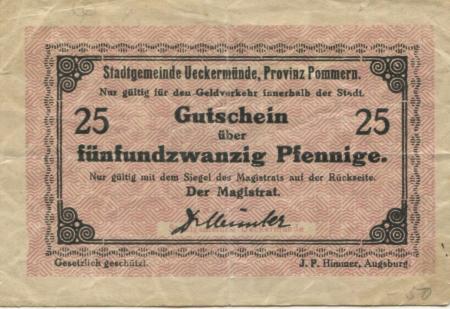 Stadtgemeinde Ueckermünde, Provinz Pommern.
Nur gültig für den Geldverkehr innerhalb der Stadt.
25 Gutschein 25
über
fünfundzwanzig Pfennige.
Nur gültig mit dem Siegel des Magistrats auf der Rückseite.
Der Magistrat.
Gesetzlich geschützt. J. P. Himmer, Augsburg.
50